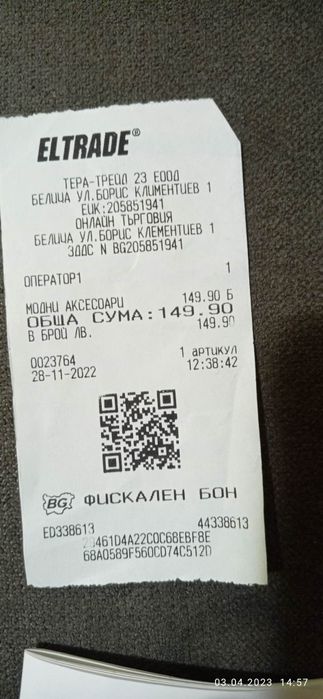 ELTRADE®
ТЕРА-ТРЕЙД 23 ЕООД
БЕЛИЦА УЛ.БОРИС КЛИМЕНТИЕВ 1
ЕИК:205851941
ОНЛАЙН ТЪРГОВИЯ
БЕЛИЦА УЛ.БОРИС КЛЕМЕНТИЕВ 1
ЗДДС N BG205851941
ОПЕРАТОР1 1
МОДНИ АКСЕСОАРИ 149.90 Б
ОБЩА СУМА:149.90
В БРОЙ ЛВ. 149.90
0023764 1 артикул
28-11-2022 12:38:42
BG ФИСКАЛЕН БОН
ED338613 44338613
461D4A22C0C68EBF8E
68A0589F560CD74C512D
03.04.2023 14:57